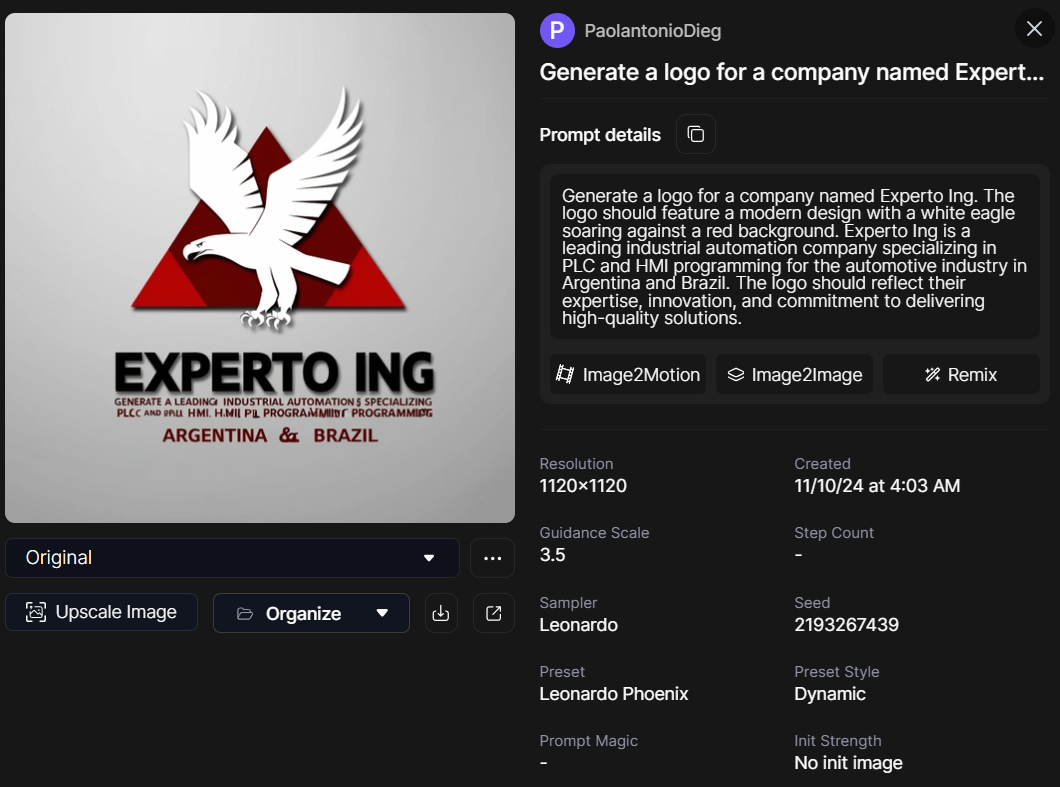 P PaolantonioDieg
Generate a logo for a company named Expert...
Prompt details
Generate a logo for a company named Experto Ing. The
logo should feature a modern design with a white eagle
soaring against a red background. Experto Ing is a
leading industrial automation company specializing in
PLC and HMI programming for the automotive industry in
Argentina and Brazil. The logo should reflect their
expertise, innovation, and commitment to delivering
high-quality solutions.
Image2Motion Image2Image Remix
EXPERTO ING
GENERATE A LEADING INDUSTRIAL AUTOMATION SPECIALIZING
PLCC AND HMI. H.MII
ARGENTINA & BRAZIL
Original
Upscale Image Organize
Resolution Created
1120×1120 11/10/24 at 4:03 AM
Guidance Scale Step Count
3.5 -
Sampler Seed
Leonardo 2193267439
Preset Preset Style
Leonardo Phoenix Dynamic
Prompt Magic Init Strength
- No init image